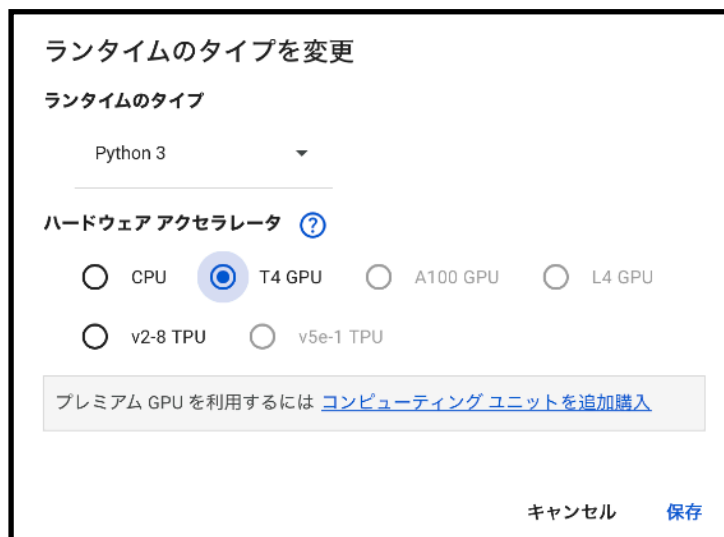 ランタイムのタイプを変更
ランタイムのタイプ
Python 3
ハードウェア アクセラレータ ?
CPU T4 GPU A100 GPU L4 GPU
v2-8 TPU v5e-1 TPU
プレミアム GPU を利用するには コンピューティング ユニットを追加購入
キャンセル 保存